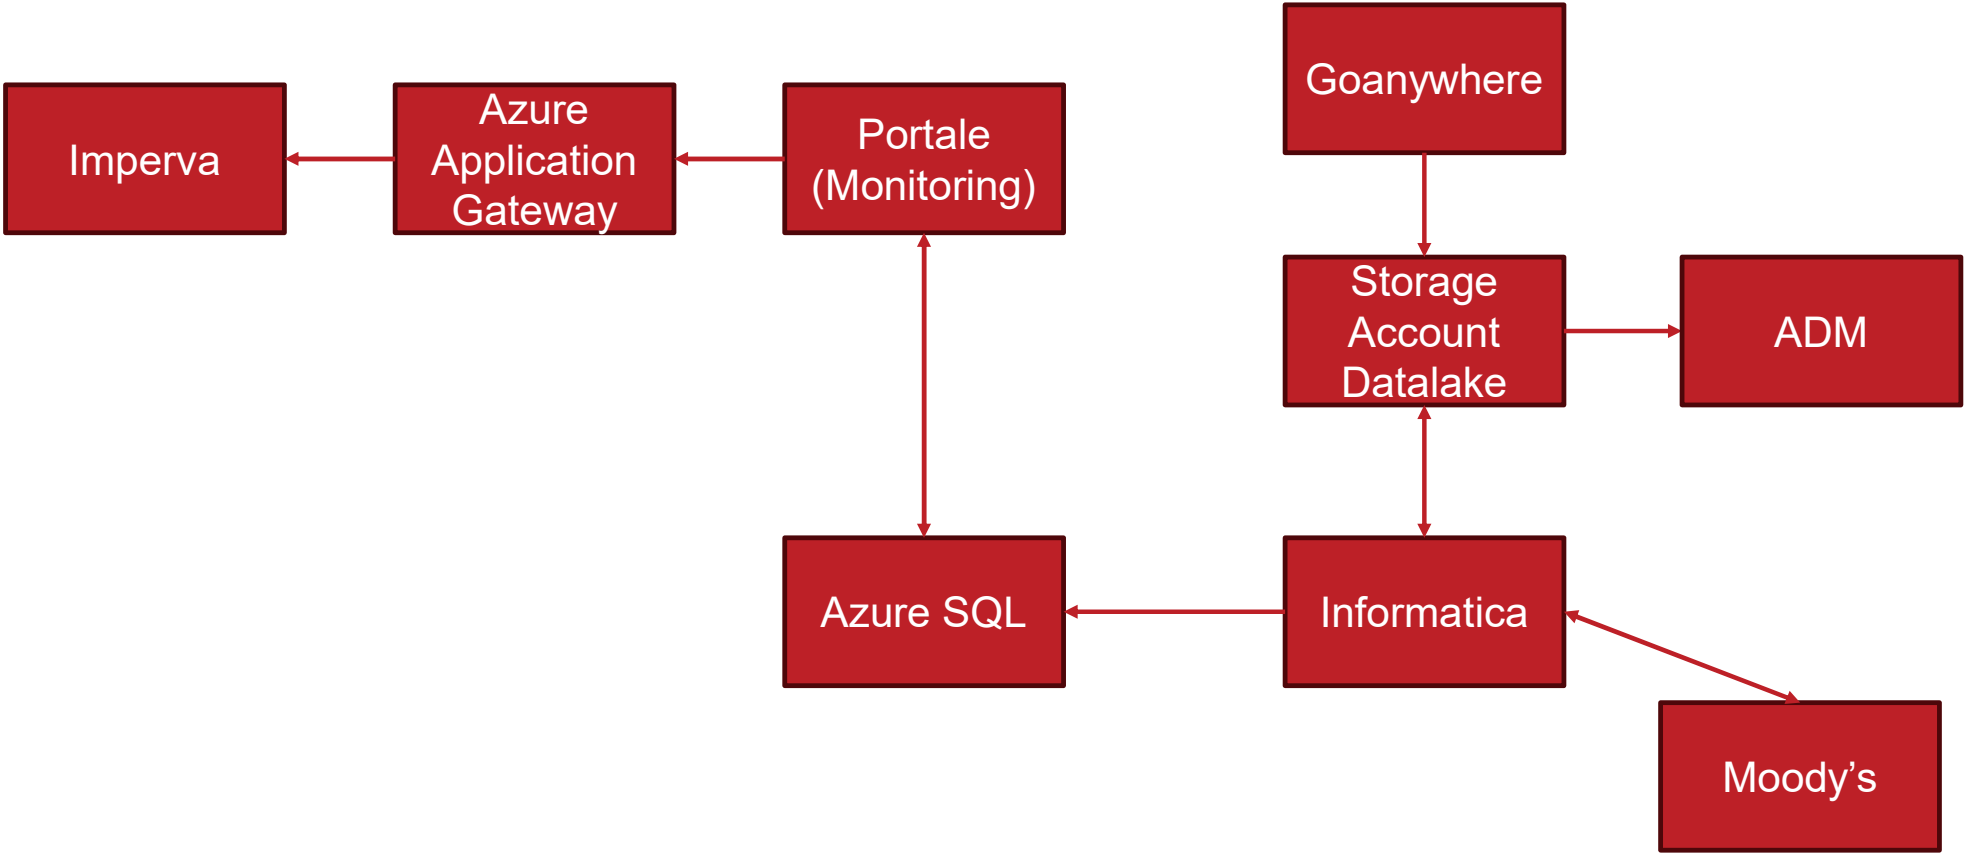 Goanywhere
Imperva
Azure
Application
Gateway
Portale
(Monitoring)
Storage
Account
Datalake
ADM
Azure SQL
Informatica
Moody’s